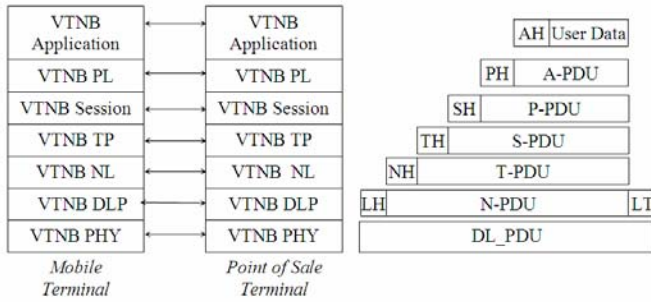 VTNB
Application
VTNB PL
VTNB Session
VTNB TP
VTNB NL
VTNB DLP
VTNB PHY
Mobile
Terminal
VTNB
Application
VTNB PL
VTNB Session
VTNB TP
VTNB NL
VTNB DLP
VTNB PHY
Point of Sale
Terminal
AH User Data
PH A-PDU
SH P-PDU
TH S-PDU
NH T-PDU
LH N-PDU LT
DL_PDU